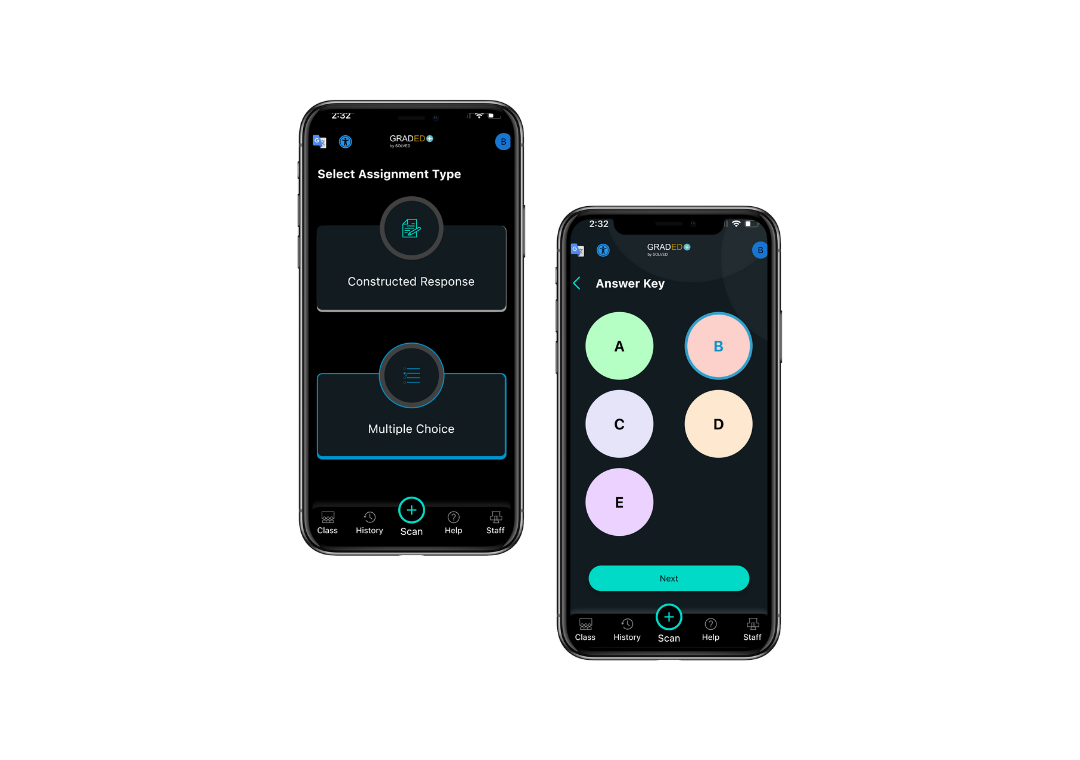 2:32
GRADED+
by SOLVED
B
Select Assignment Type
Constructed Response
Multiple Choice
Class History Scan Help Staff
2:32
GRADED+
by SOLVED
B
Answer Key
A B
C D
E
Next
Class History Scan Help Staff